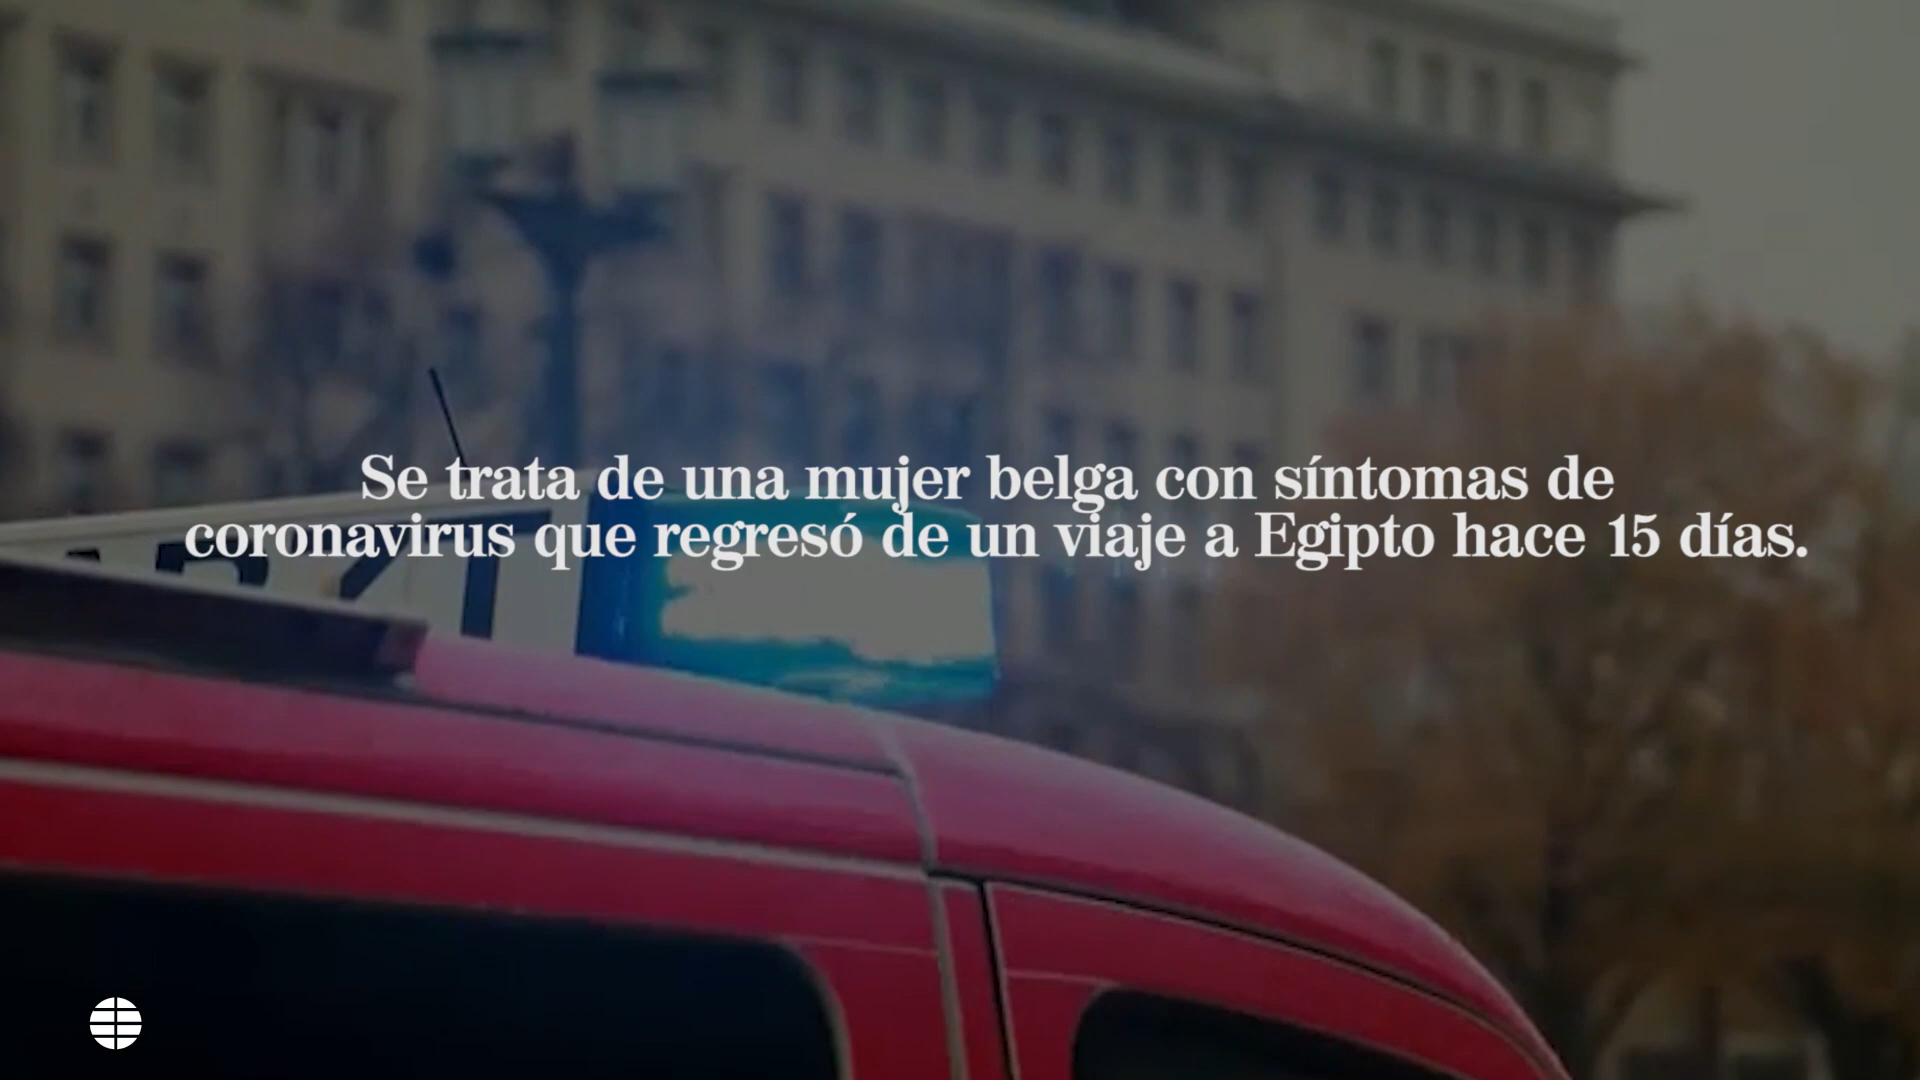 Se trata de una mujer belga con síntomas de
coronavirus que regresó de un viaje a Egipto hace 15 días.